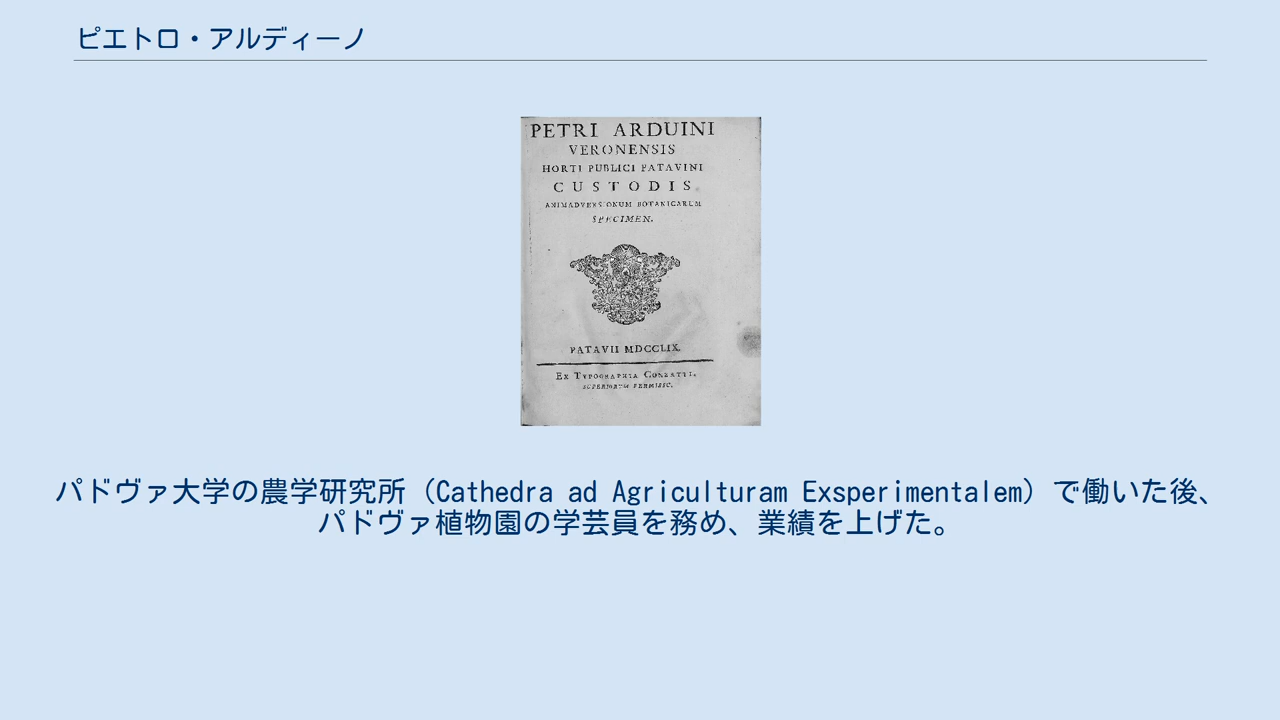 ピエトロ・アルディーノ
PETRI ARDUINI
VERONENSIS
HORTI PUBLICI PATAVINI
CUSTODIS
ANIMADVERSIONUM BOTANICARUM
SPECIMEN.
PATAVII MDCCLIX.
EX TYPOGRAPHIA CONZATTI.
SUPERIORUM PERMISSU.
パドヴァ大学の農学研究所（Cathedra ad Agriculturam Exsperimentalem）で働いた後、
パドヴァ植物園の学芸員を務め、業績を上げた。